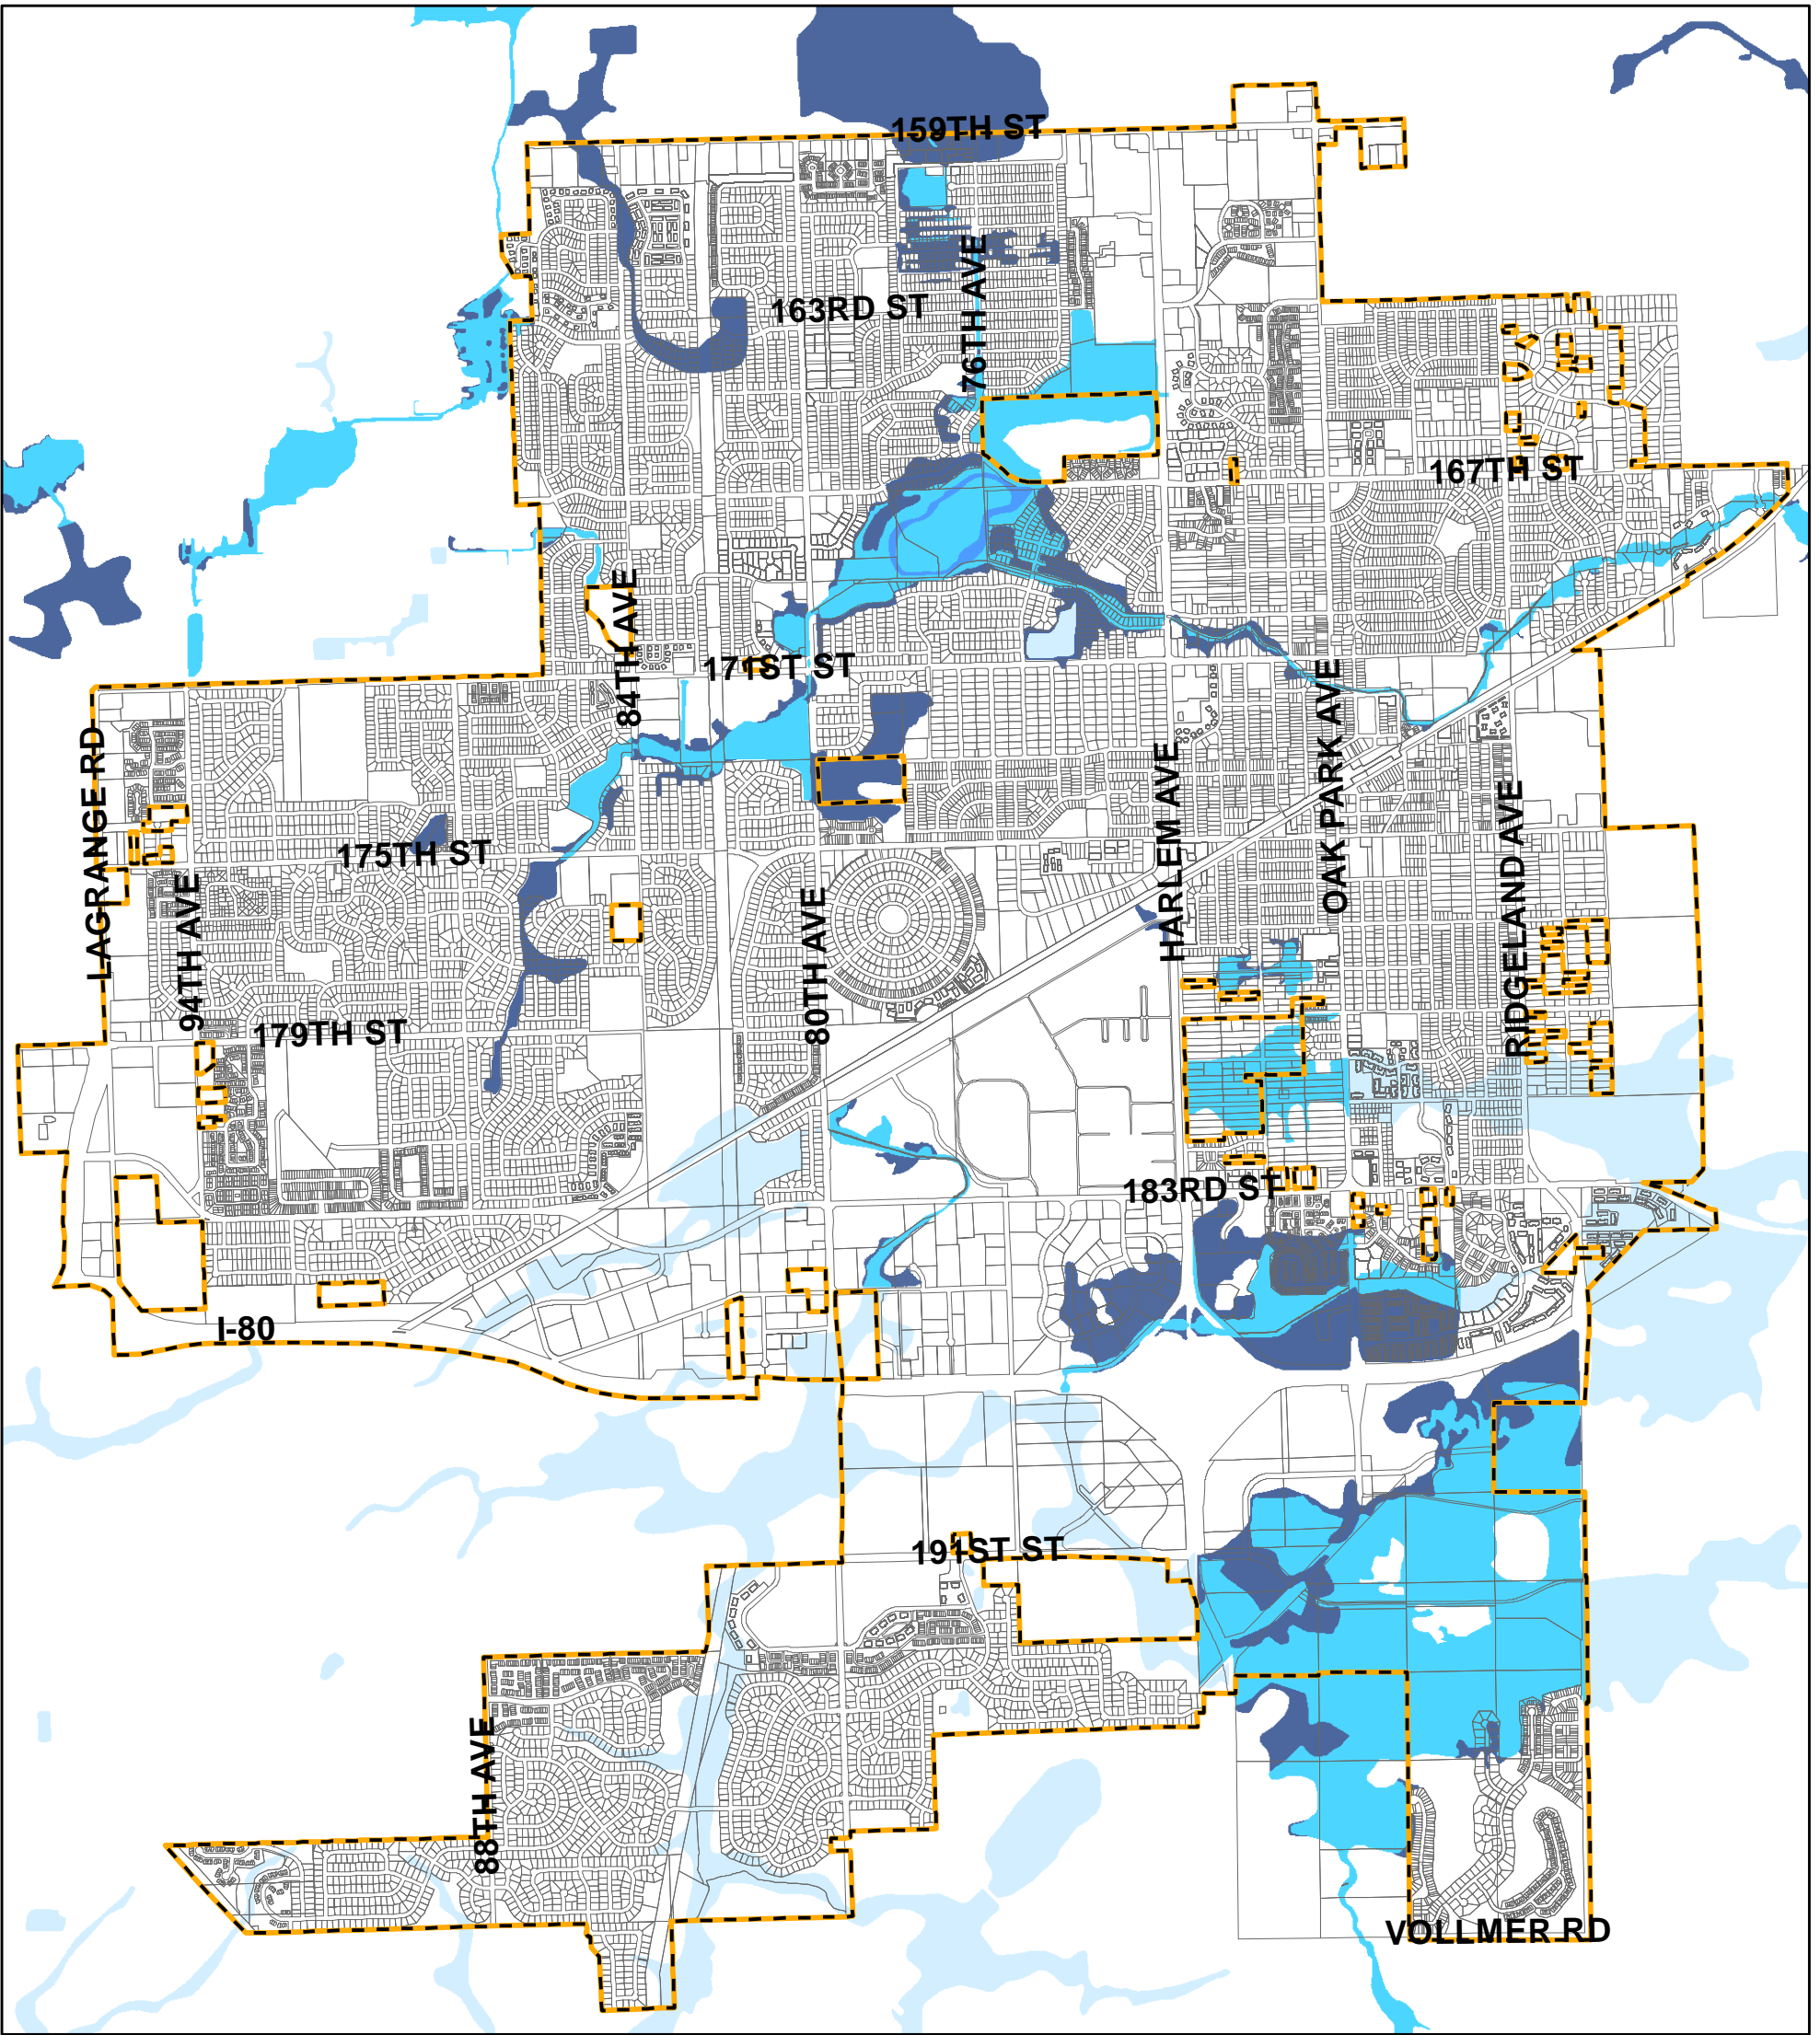 159TH ST
163RD ST
76TH AVE
167TH ST
84TH AVE
171ST ST
LAGRANGE RD
94TH AVE
175TH ST
HARLEM AVE
OAK PARK AVE
RIDGELAND AVE
80TH AVE
179TH ST
183RD ST
I-80
191ST ST
88TH AVE
VOLLMER RD